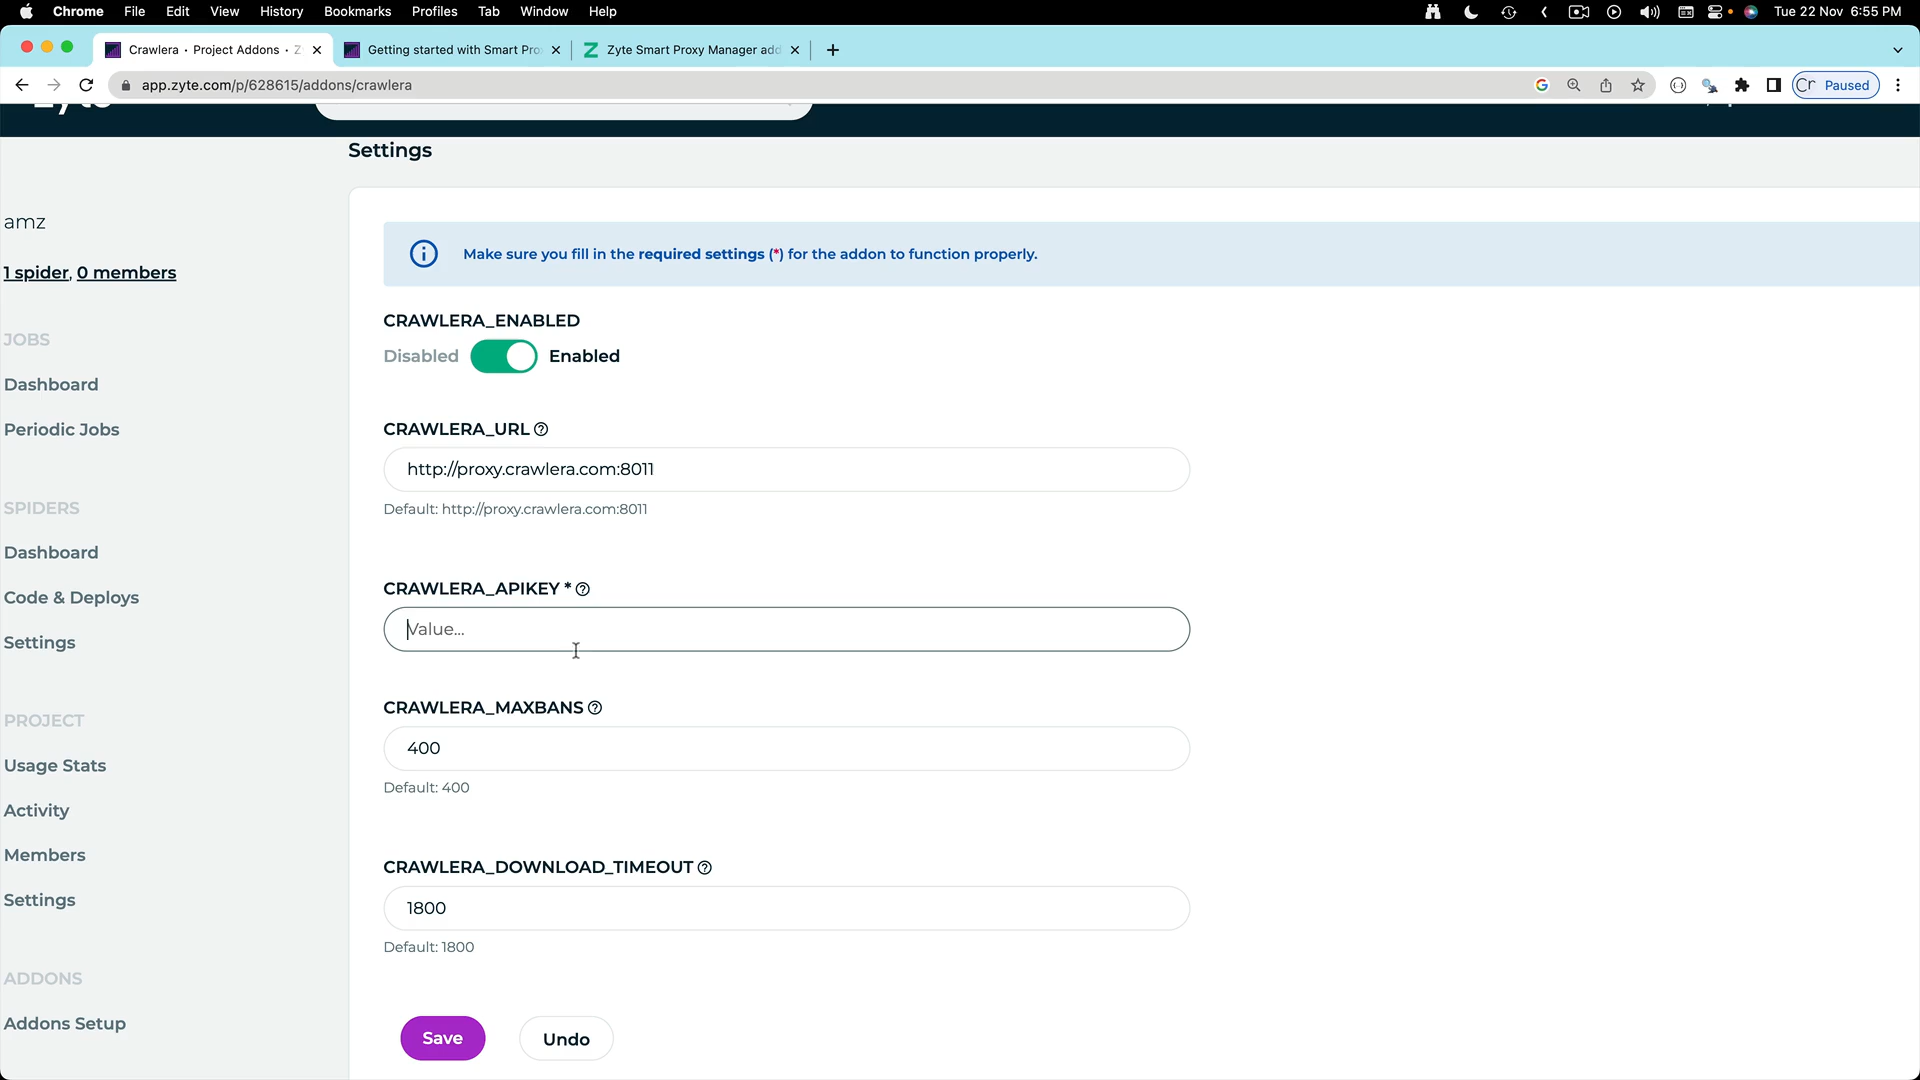 Chrome File Edit View History Bookmarks Profiles Tab Window Help Tue 22 Nov 6:55 PM
Crawlera · Project Addons · Z Getting started with Smart Pro Zyte Smart Proxy Manager add
app.zyte.com/p/628615/addons/crawlera Cr Paused
Settings
amz
1 spider, 0 members
JOBS
Dashboard
Periodic Jobs
SPIDERS
Dashboard
Code & Deploys
Settings
PROJECT
Usage Stats
Activity
Members
Settings
ADDONS
Addons Setup
Make sure you fill in the required settings (*) for the addon to function properly.
CRAWLERA_ENABLED
Disabled Enabled
CRAWLERA_URL
http://proxy.crawlera.com:8011
Default: http://proxy.crawlera.com:8011
CRAWLERA_APIKEY *
Value...
CRAWLERA_MAXBANS
400
Default: 400
CRAWLERA_DOWNLOAD_TIMEOUT
1800
Default: 1800
Save Undo